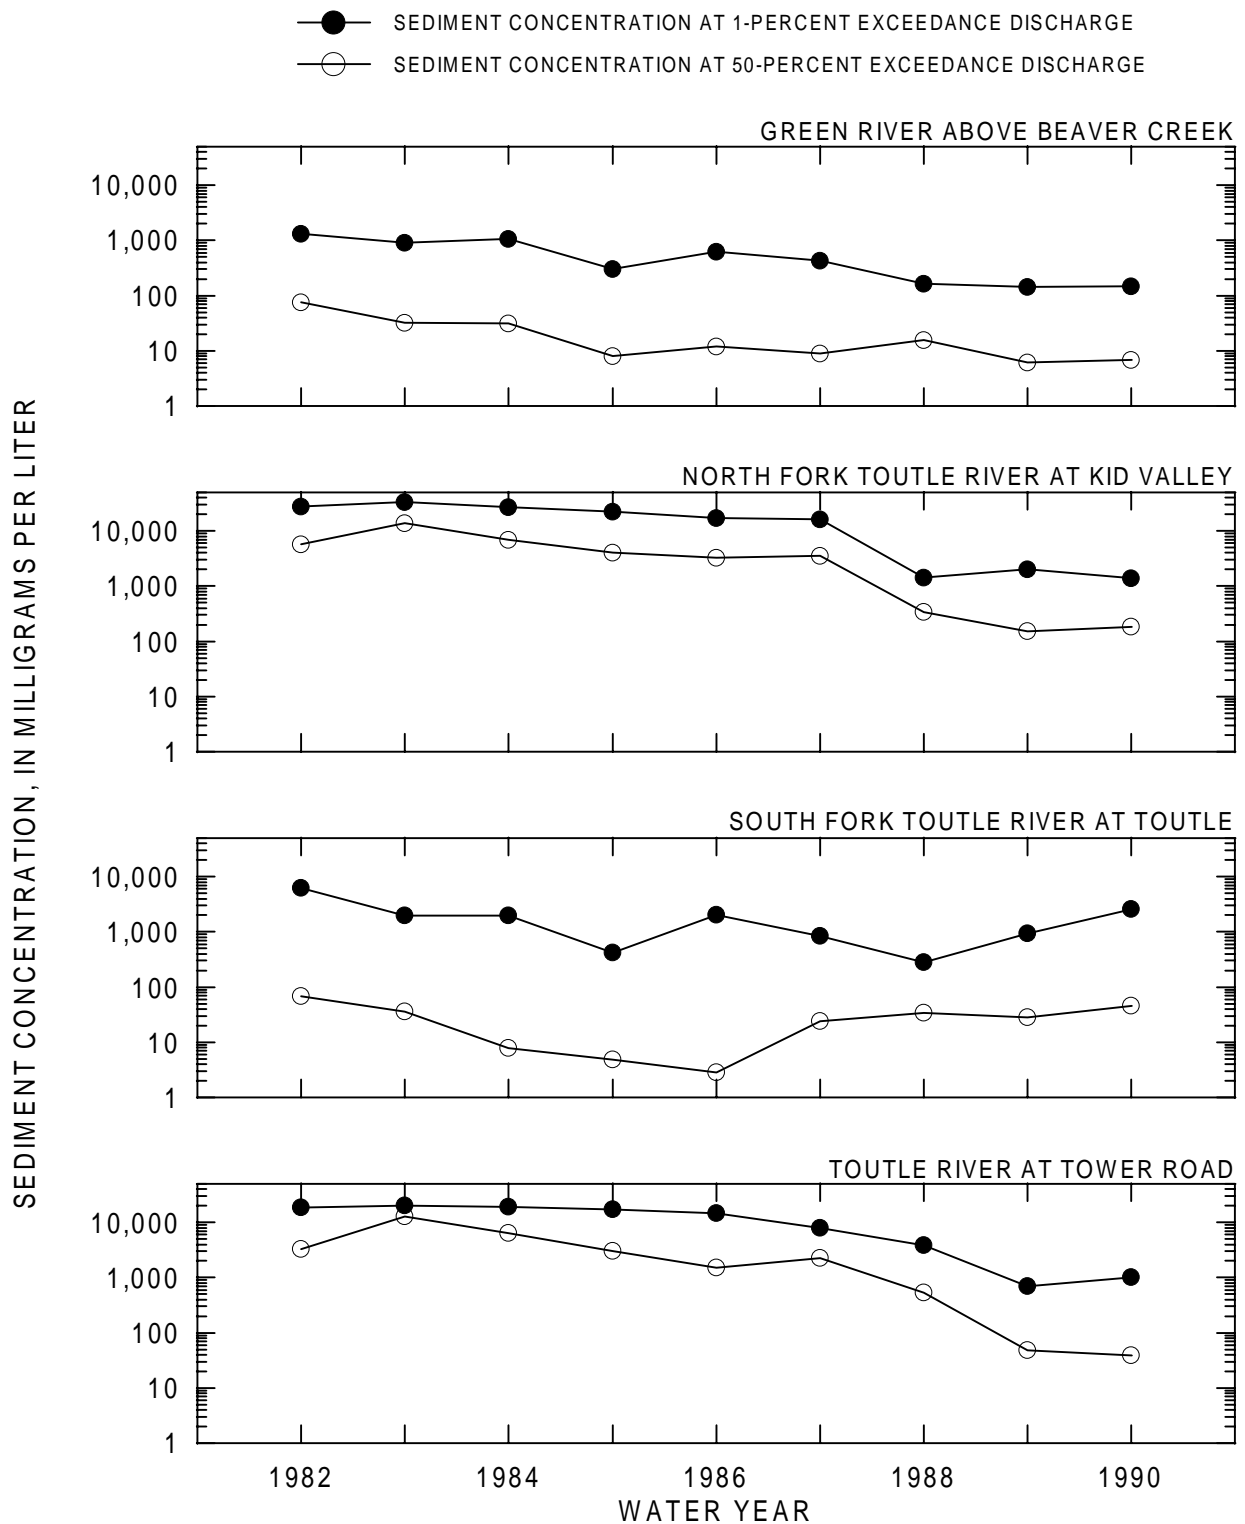 SEDIMENT CONCENTRATION AT 1-PERCENT EXCEEDANCE DISCHARGE
SEDIMENT CONCENTRATION AT 50-PERCENT EXCEEDANCE DISCHARGE
SEDIMENT CONCENTRATION, IN MILLIGRAMS PER LITER
GREEN RIVER ABOVE BEAVER CREEK
10,000
1,000
100
10
1
NORTH FORK TOUTLE RIVER AT KID VALLEY
10,000
1,000
100
10
1
SOUTH FORK TOUTLE RIVER AT TOUTLE
10,000
1,000
100
10
1
TOUTLE RIVER AT TOWER ROAD
10,000
1,000
100
10
1
1982 1984 1986 1988 1990
WATER YEAR